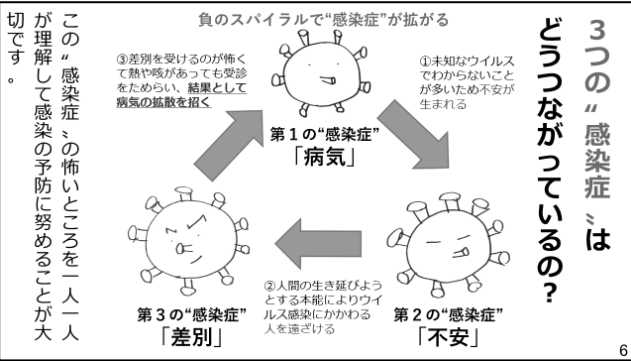 ３つの“感染症〟は
どうつながっているの？
負のスパイラルで“感染症”が拡がる
①未知なウイルス
でわからないこと
が多いため不安が
生まれる
③差別を受けるのが怖く
て熱や咳があっても受診
をためらい、結果として
病気の拡散を招く
第１の“感染症”
「病気」
②人間の生き延びよう
とする本能によりウイ
ルス感染にかかわる
人を遠ざける
第２の“感染症”
「不安」
第３の“感染症”
「差別」
この〝感染症〟の怖いところを一人一人
が理解して感染の予防に努めることが大
切です。
6